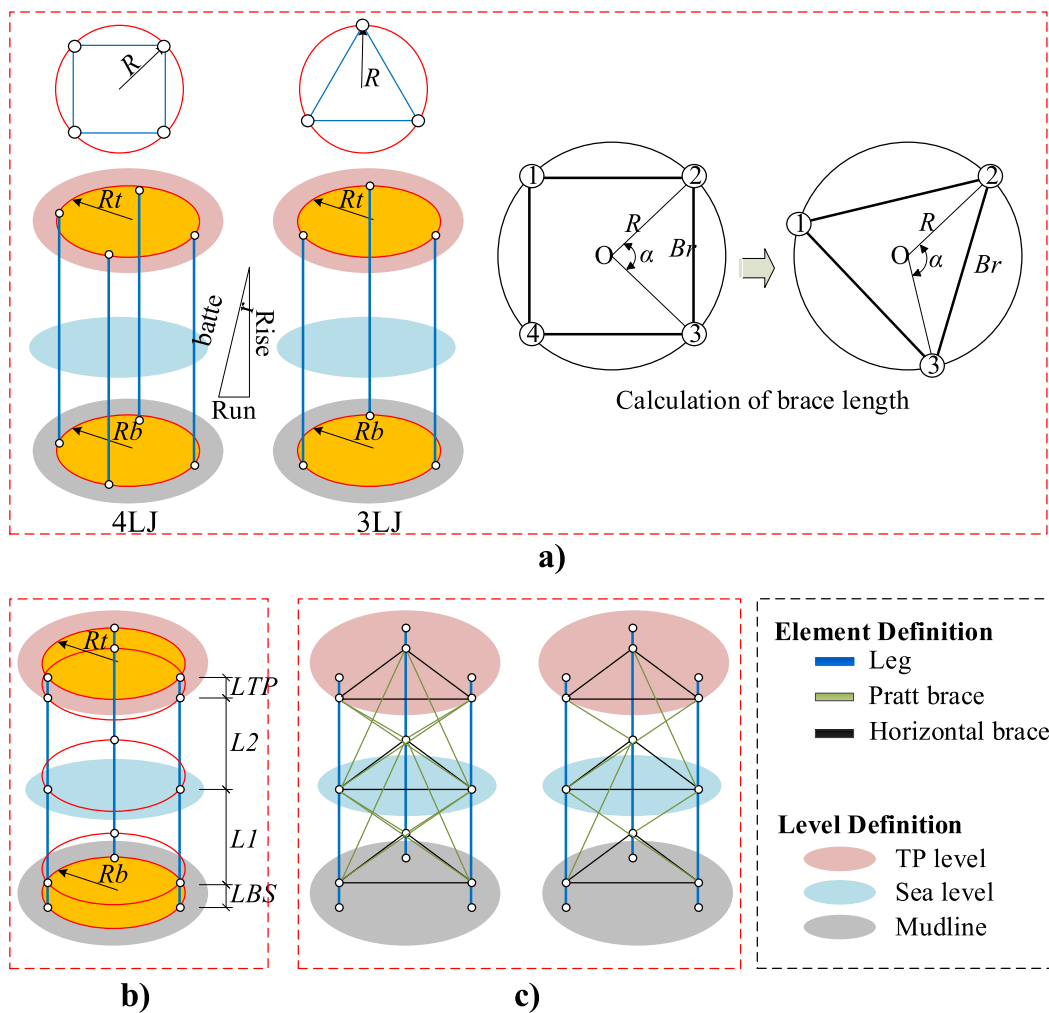 R
R
Rt
Rt
batte
r
Rise
Run
Rb
Rb
4LJ
3LJ
1
2
R
α
Br
O
4
3
1
2
R
O
α
Br
3
Calculation of brace length
a)
Rt
LTP
L2
L1
Rb
LBS
b)
c)
Element Definition
Leg
Pratt brace
Horizontal brace
Level Definition
TP level
Sea level
Mudline